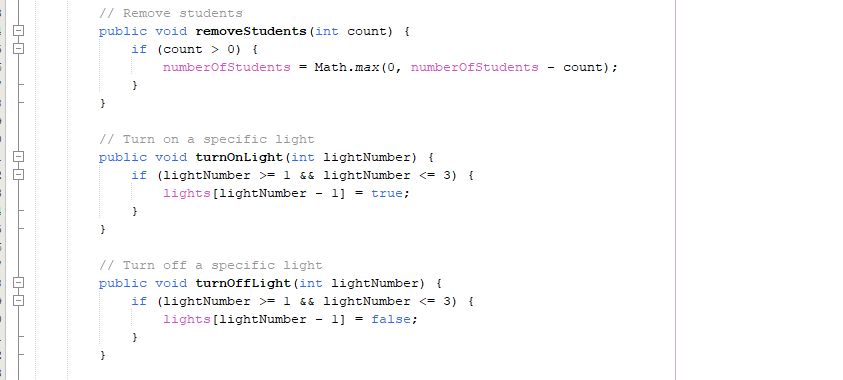 // Remove students
public void removeStudents(int count) {
if (count > 0) {
numberOfStudents = Math.max(0, numberOfStudents - count);
}
}
// Turn on a specific light
public void turnOnLight(int lightNumber) {
if (lightNumber >= 1 && lightNumber <= 3) {
lights[lightNumber - 1] = true;
}
}
// Turn off a specific light
public void turnOffLight(int lightNumber) {
if (lightNumber >= 1 && lightNumber <= 3) {
lights[lightNumber - 1] = false;
}
}